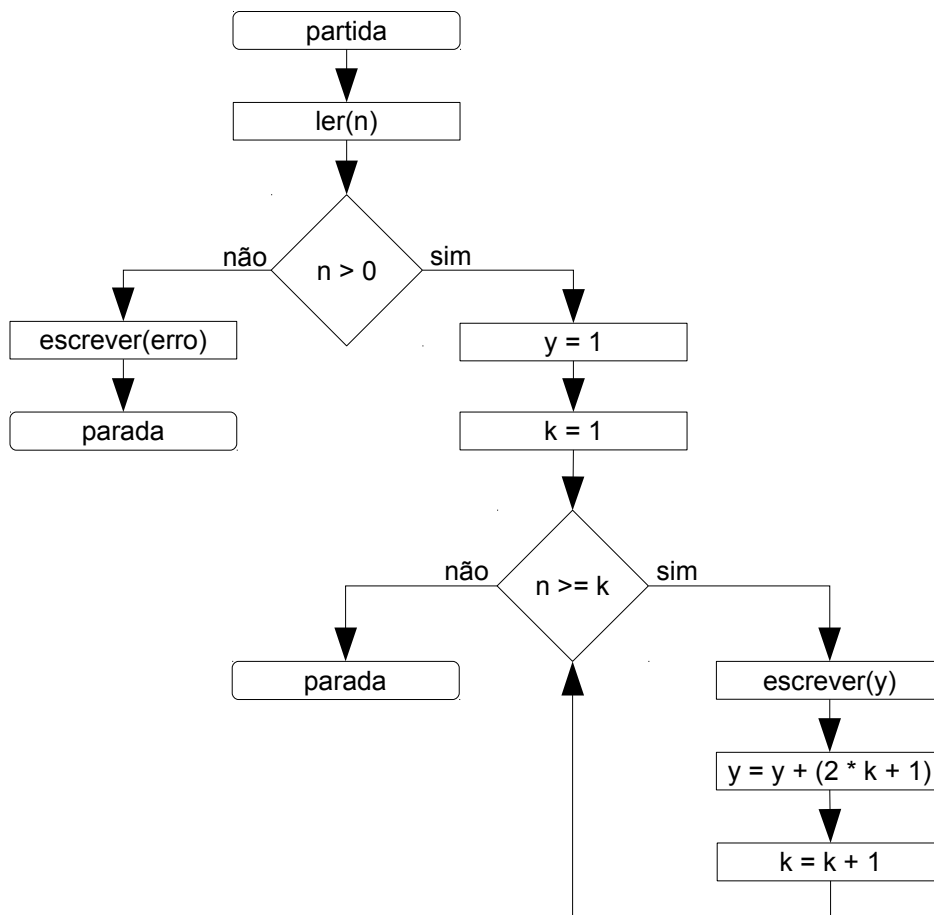 partida
ler(n)
não
sim
n > 0
escrever(erro)
y = 1
parada
k = 1
não
sim
n >= k
parada
escrever(y)
y = y + (2 * k + 1)
k = k + 1